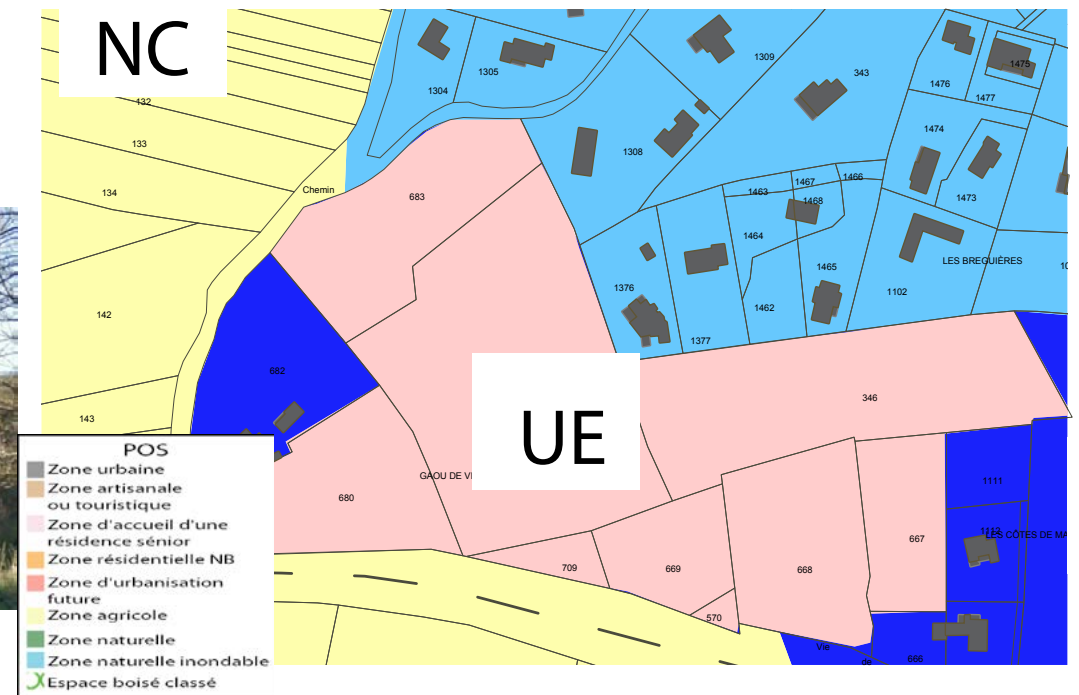 NC
1305
1309
343
1475
1304
1476
1477
132
1474
133
1308
Chemin
134
683
1463
1467
1466
1468
1473
1464
LES BREGUIÈRES
1465
1376
1102
142
1462
1377
682
346
143
UE
GAOU DE
1111
680
1112
LES CÔTES DE
667
709
669
668
570
Vie
de
666
POS
Zone urbaine
Zone artisanale
ou touristique
Zone d'accueil d'une
résidence sénior
Zone résidentielle NB
Zone d'urbanisation
future
Zone agricole
Zone naturelle
Zone naturelle inondable
Espace boisé classé